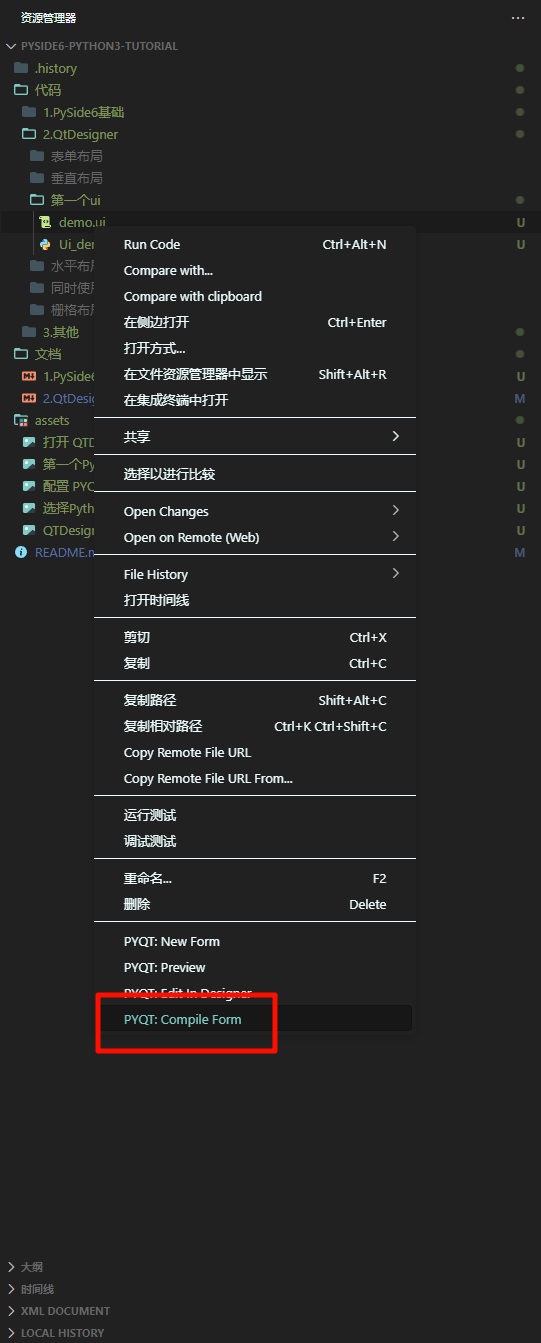 资源管理器
PYSIDE6-PYTHON3-TUTORIAL
.history
代码
1.PySide6基础
2.QtDesigner
表单布局
垂直布局
第一个ui
demo.ui U
Ui_der U
水平布局
同时使
栅格布局
3.其他
文档
1.PySide6 U
2.QtDesig M
assets
打开 QTD U
第一个Py U
配置 PYC U
选择Pyth U
QTDesign U
README.m M
Run Code Ctrl+Alt+N
Compare with...
Compare with clipboard
在侧边打开 Ctrl+Enter
打开方式...
在文件资源管理器中显示 Shift+Alt+R
在集成终端中打开
共享
选择以进行比较
Open Changes
Open on Remote (Web)
File History
打开时间线
剪切 Ctrl+X
复制 Ctrl+C
复制路径 Shift+Alt+C
复制相对路径 Ctrl+K Ctrl+Shift+C
Copy Remote File URL
Copy Remote File URL From...
运行测试
调试测试
重命名... F2
删除 Delete
PYQT: New Form
PYQT: Preview
PYQT: Edit In Designer
PYQT: Compile Form
大纲
时间线
XML DOCUMENT
LOCAL HISTORY